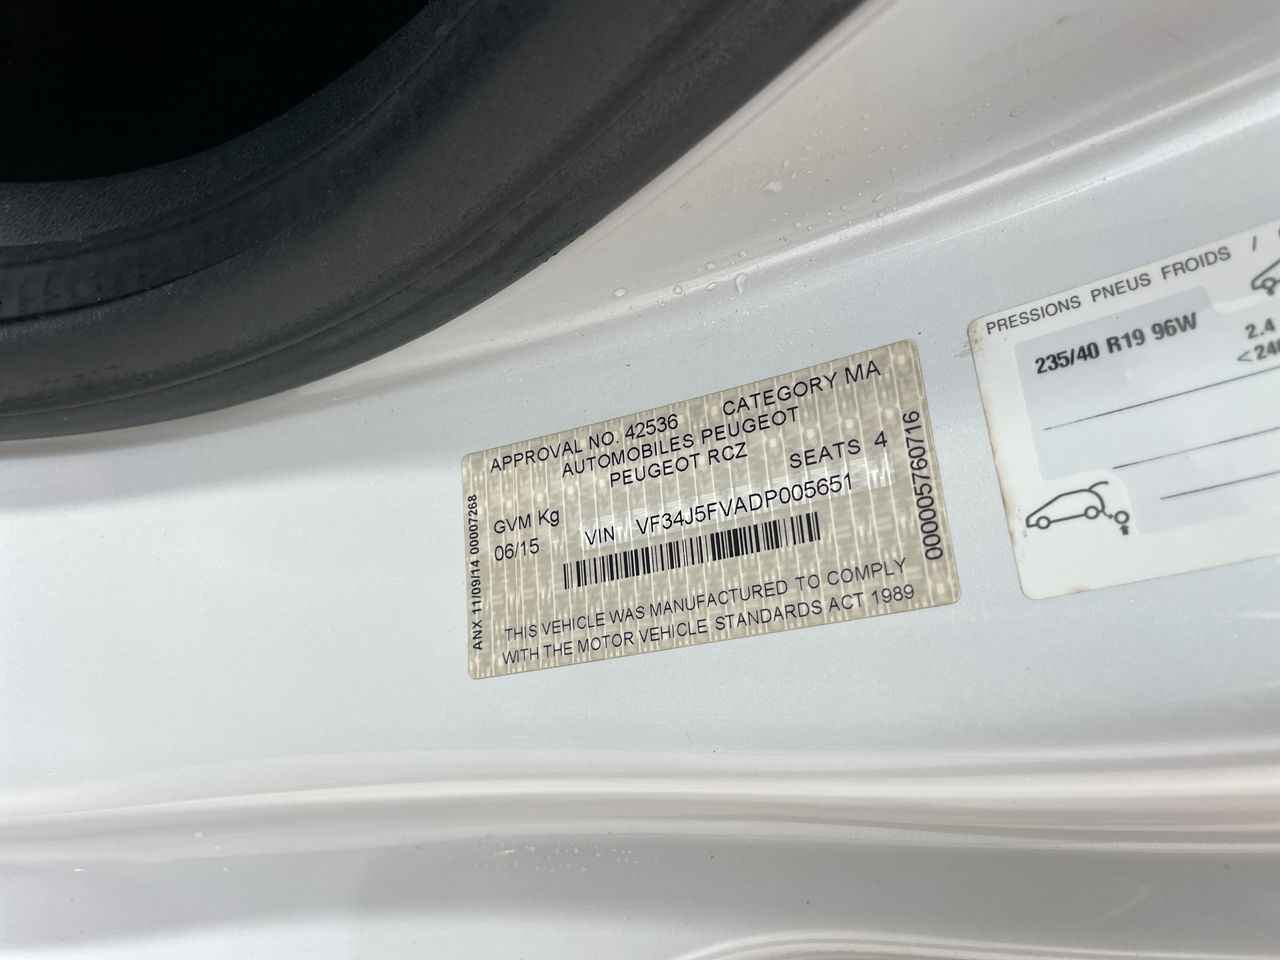 APPROVAL NO. 42536 CATEGORY MA
AUTOMOBILES PEUGEOT
PEUGEOT RCZ SEATS 4
GVM Kg
06/15
VIN VF34J5FVADP005651
THIS VEHICLE WAS MANUFACTURED TO COMPLY
WITH THE MOTOR VEHICLE STANDARDS ACT 1989
ANX 11/09/14 00007268
000005760716
PRESSIONS PNEUS FROIDS /
235/40 R19 96W
2.4